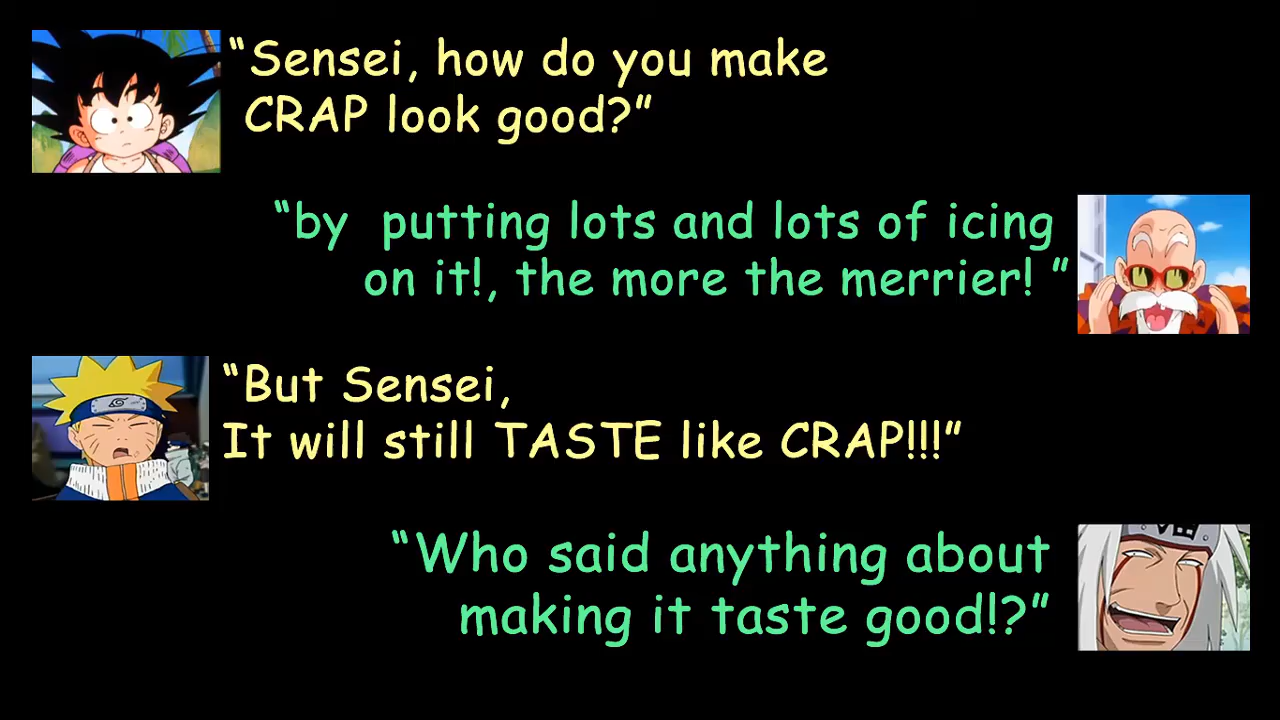 “Sensei, how do you make
CRAP look good?”
“by putting lots and lots of icing
on it!, the more the merrier! ”
“But Sensei,
It will still TASTE like CRAP!!!”
“Who said anything about
making it taste good!?”